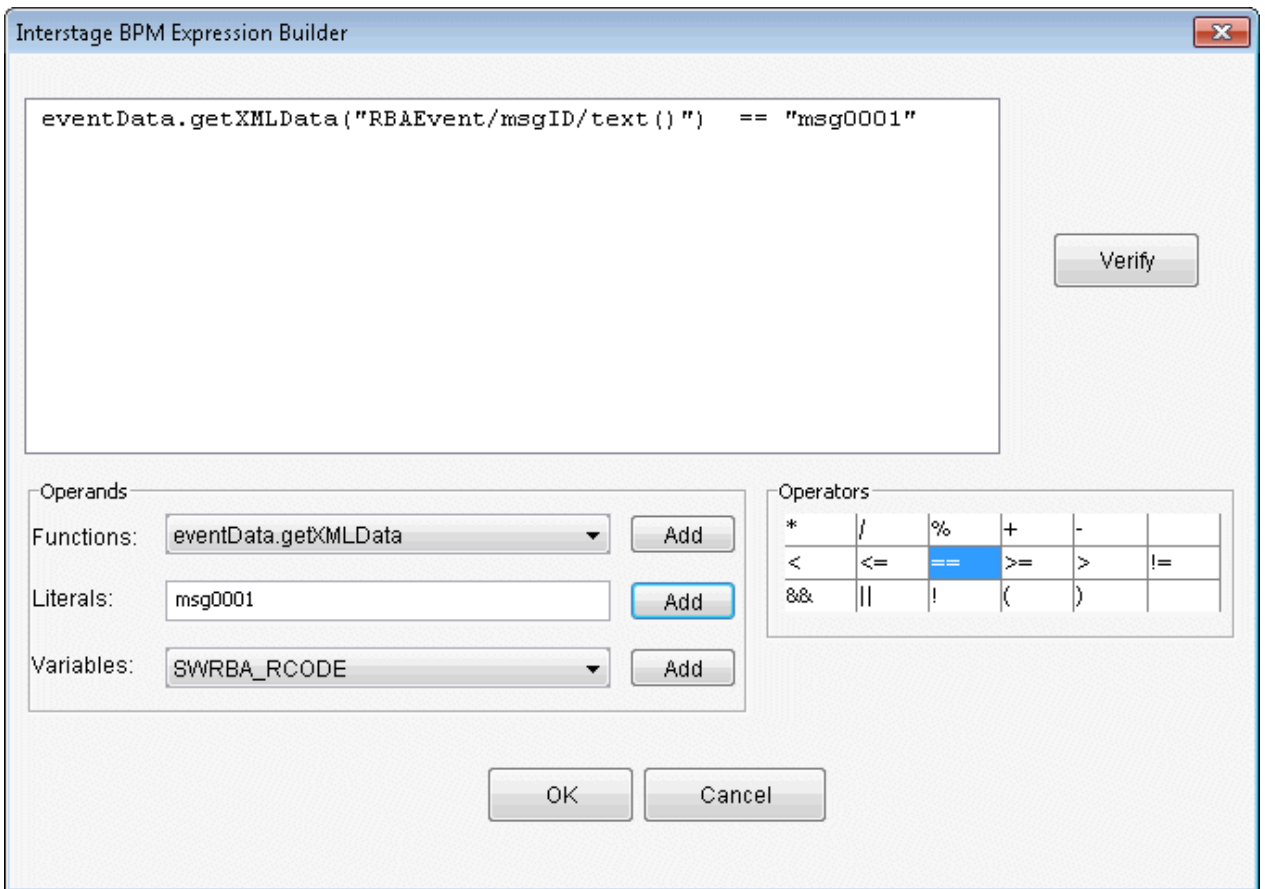 Interstage BPM Expression Builder
eventData.getXMLData("RBAEvent/msgID/text()")  == "msg0001"
Verify
Operands
Functions: eventData.getXMLData Add
Literals: msg0001 Add
Variables: SWRBA_RCODE Add
Operators
* / % + -
< <= == >= > !=
&& || ! ( )
OK Cancel